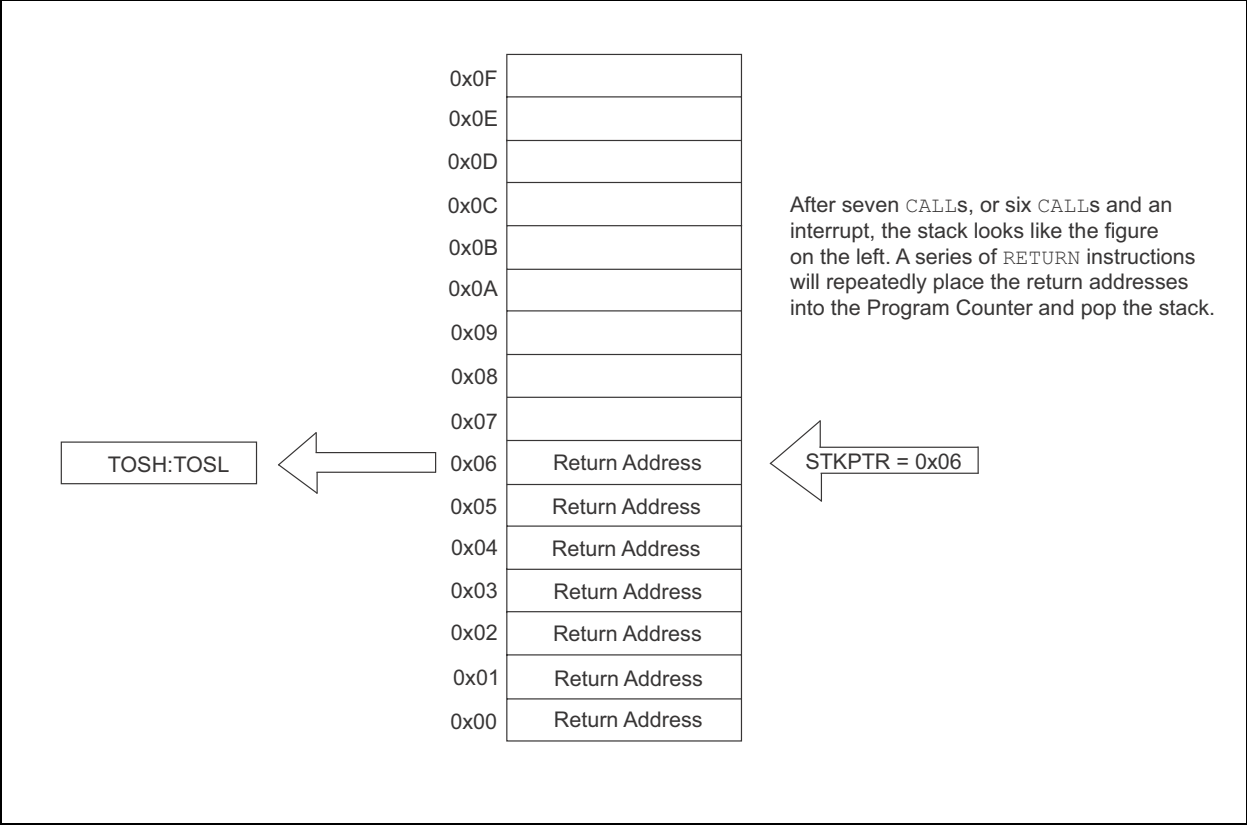 0x0F
0x0E
0x0D
0x0C
0x0B
0x0A
0x09
0x08
0x07
After seven CALLs, or six CALLs and an
interrupt, the stack looks like the figure
on the left. A series of RETURN instructions
will repeatedly place the return addresses
into the Program Counter and pop the stack.
TOSH:TOSL
0x06 Return Address
STKPTR = 0x06
0x05 Return Address
0x04 Return Address
0x03 Return Address
0x02 Return Address
0x01 Return Address
0x00 Return Address